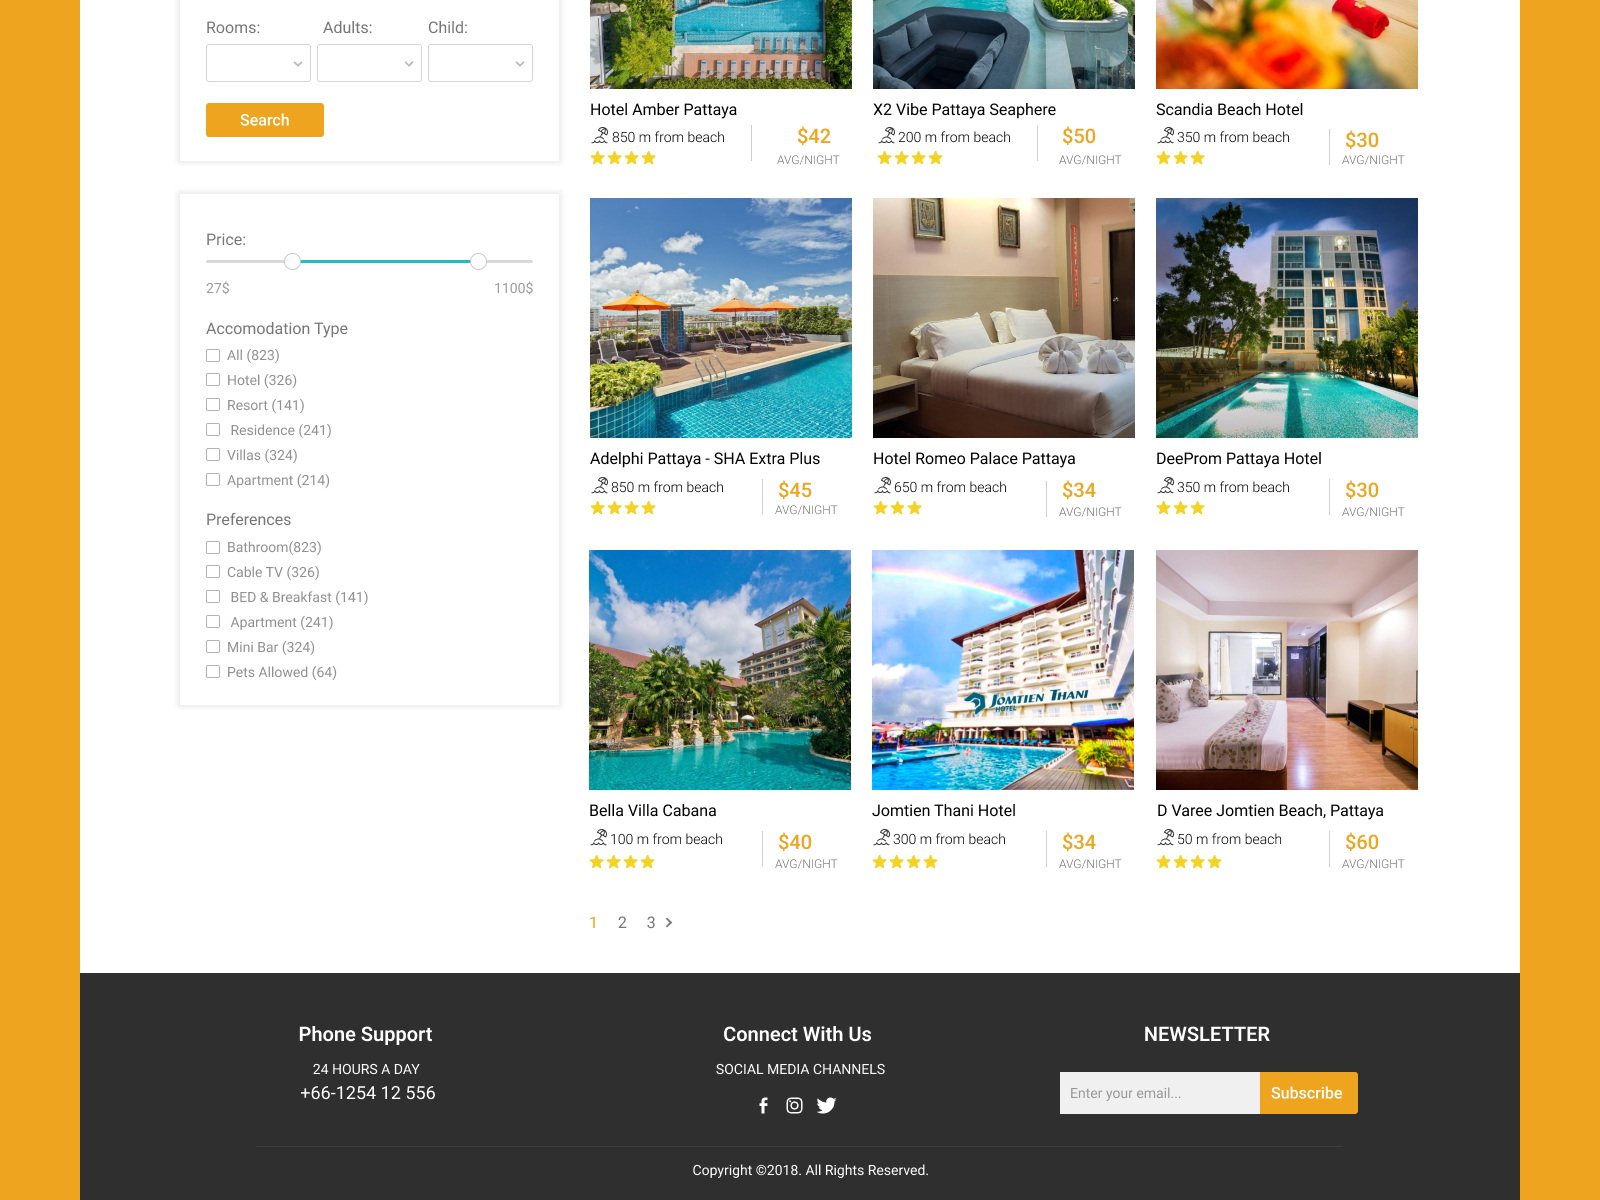 Rooms: Adults: Child:
Search
Price:
27$ 1100$
Accomodation Type
All (823)
Hotel (326)
Resort (141)
Residence (241)
Villas (324)
Apartment (214)
Preferences
Bathroom(823)
Cable TV (326)
BED & Breakfast (141)
Apartment (241)
Mini Bar (324)
Pets Allowed (64)
Hotel Amber Pattaya
850 m from beach
$42
AVG/NIGHT
X2 Vibe Pattaya Seaphere
200 m from beach
$50
AVG/NIGHT
Scandia Beach Hotel
350 m from beach
$30
AVG/NIGHT
Adelphi Pattaya - SHA Extra Plus
850 m from beach
$45
AVG/NIGHT
Hotel Romeo Palace Pattaya
650 m from beach
$34
AVG/NIGHT
DeeProm Pattaya Hotel
350 m from beach
$30
AVG/NIGHT
Bella Villa Cabana
100 m from beach
$40
AVG/NIGHT
JOMTIEN THANI
HOTEL
Jomtien Thani Hotel
300 m from beach
$34
AVG/NIGHT
D Varee Jomtien Beach, Pattaya
50 m from beach
$60
AVG/NIGHT
1 2 3
Phone Support
24 HOURS A DAY
+66-1254 12 556
Connect With Us
SOCIAL MEDIA CHANNELS
NEWSLETTER
Enter your email... Subscribe
Copyright ©2018. All Rights Reserved.